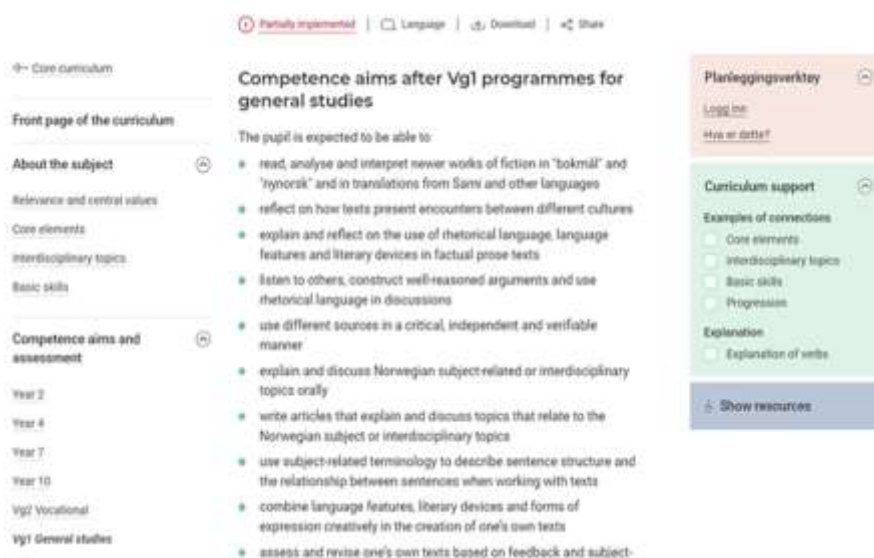 Partially implemented | Language | Download | Share
Core curriculum
Front page of the curriculum
About the subject
Relevance and central values
Core elements
Interdisciplinary topics
Basic skills
Competence aims and
assessment
Year 2
Year 4
Year 7
Year 10
Vg2 Vocational
Vg1 General studies
Competence aims after Vg1 programmes for
general studies
The pupil is expected to be able to
read, analyse and interpret newer works of fiction in "bokmål" and
"nynorsk" and in translations from Sami and other languages
reflect on how texts present encounters between different cultures
explain and reflect on the use of rhetorical language, language
features and literary devices in factual prose texts
listen to others, construct well-reasoned arguments and use
rhetorical language in discussions
use different sources in a critical, independent and verifiable
manner
explain and discuss Norwegian subject-related or interdisciplinary
topics orally
write articles that explain and discuss topics that relate to the
Norwegian subject or interdisciplinary topics
use subject-related terminology to describe sentence structure and
the relationship between sentences when working with texts
combine language features, literary devices and forms of
expression creatively in the creation of one's own texts
assess and revise one's own texts based on feedback and subject-
Planleggingsverktøy
Logg inn
Hva er dette?
Curriculum support
Examples of connections
Core elements
Interdisciplinary topics
Basic skills
Progression
Explanation
Explanation of verbs
Show resources